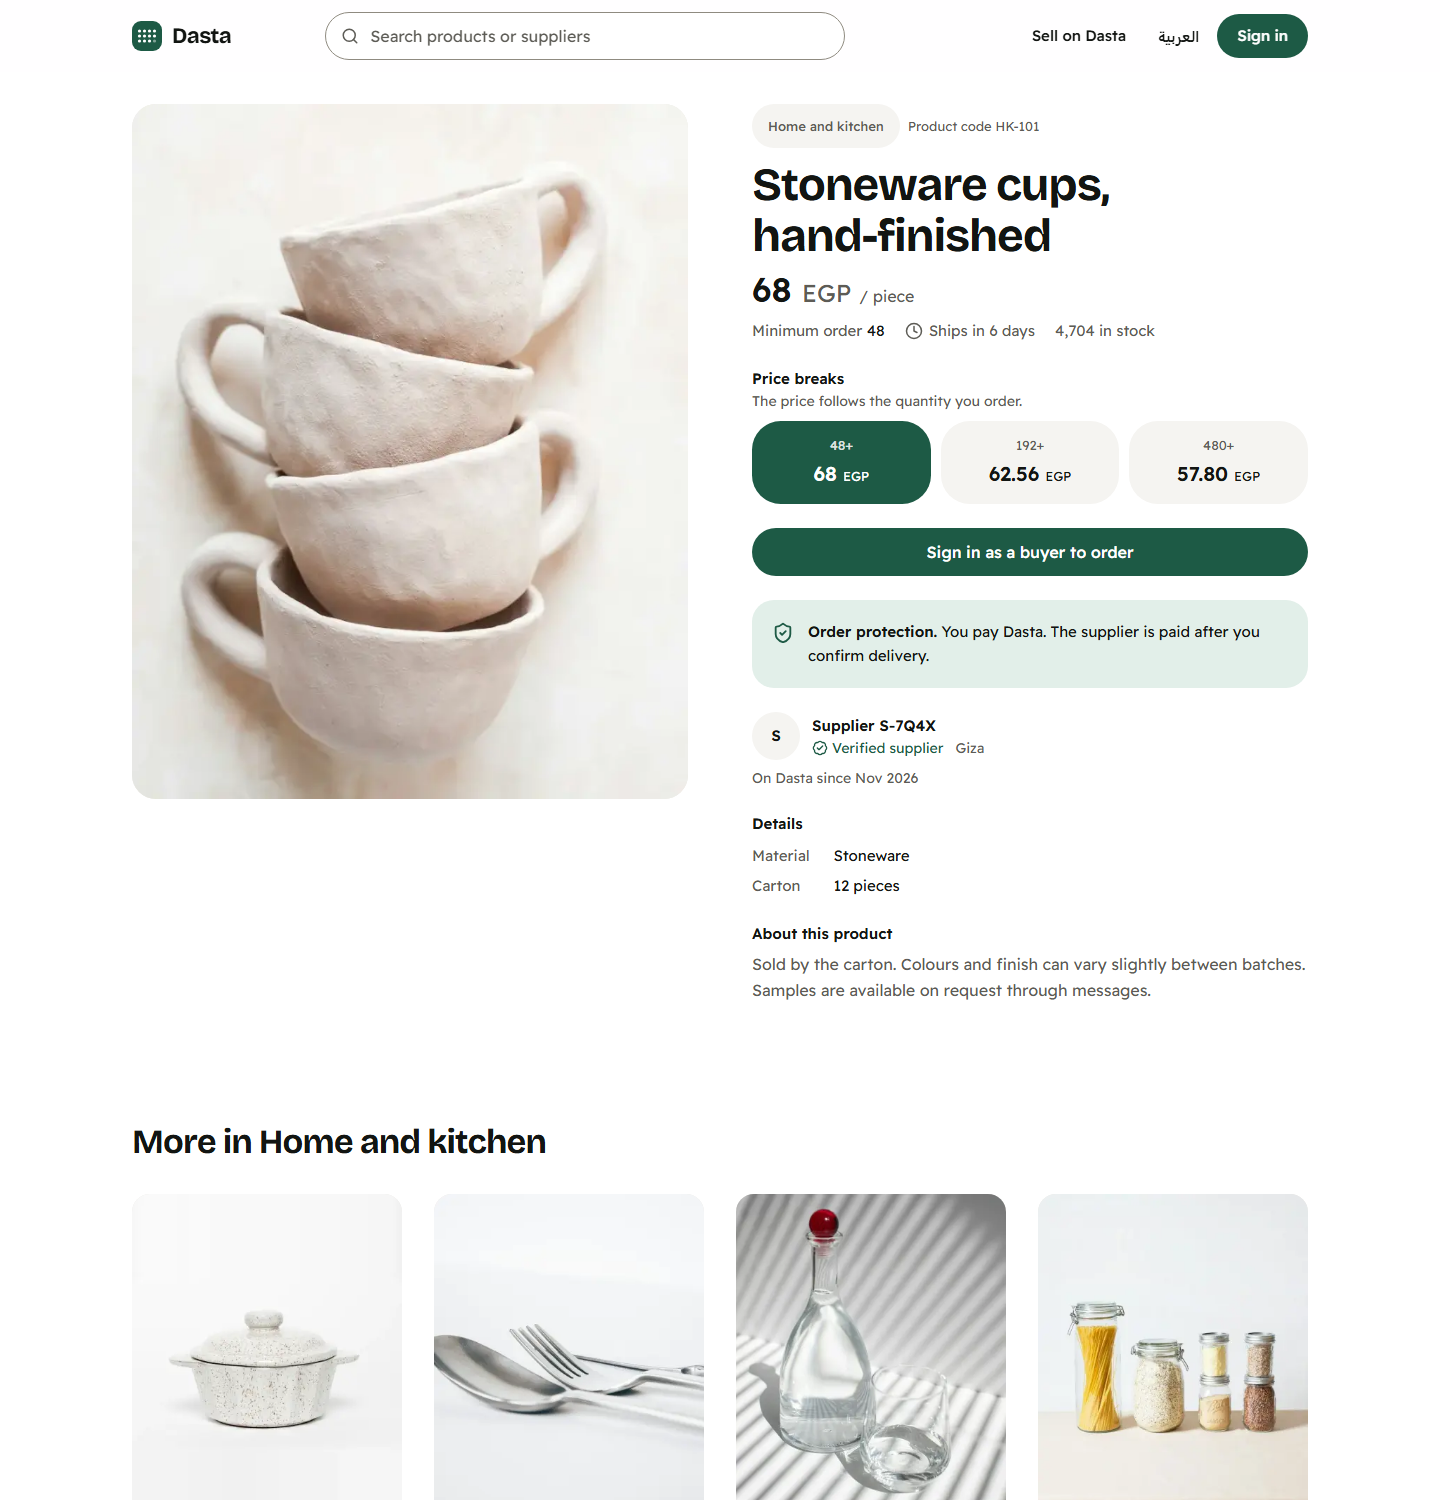 Dasta
Search products or suppliers
Sell on Dasta
العربية
Sign in
Home and kitchen
Product code HK-101
Stoneware cups,
hand-finished
68 EGP / piece
Minimum order 48
Ships in 6 days
4,704 in stock
Price breaks
The price follows the quantity you order.
48+
68 EGP
192+
62.56 EGP
480+
57.80 EGP
Sign in as a buyer to order
Order protection. You pay Dasta. The supplier is paid after you
confirm delivery.
S
Supplier S-7Q4X
Verified supplier
Giza
On Dasta since Nov 2026
Details
Material Stoneware
Carton 12 pieces
About this product
Sold by the carton. Colours and finish can vary slightly between batches.
Samples are available on request through messages.
More in Home and kitchen